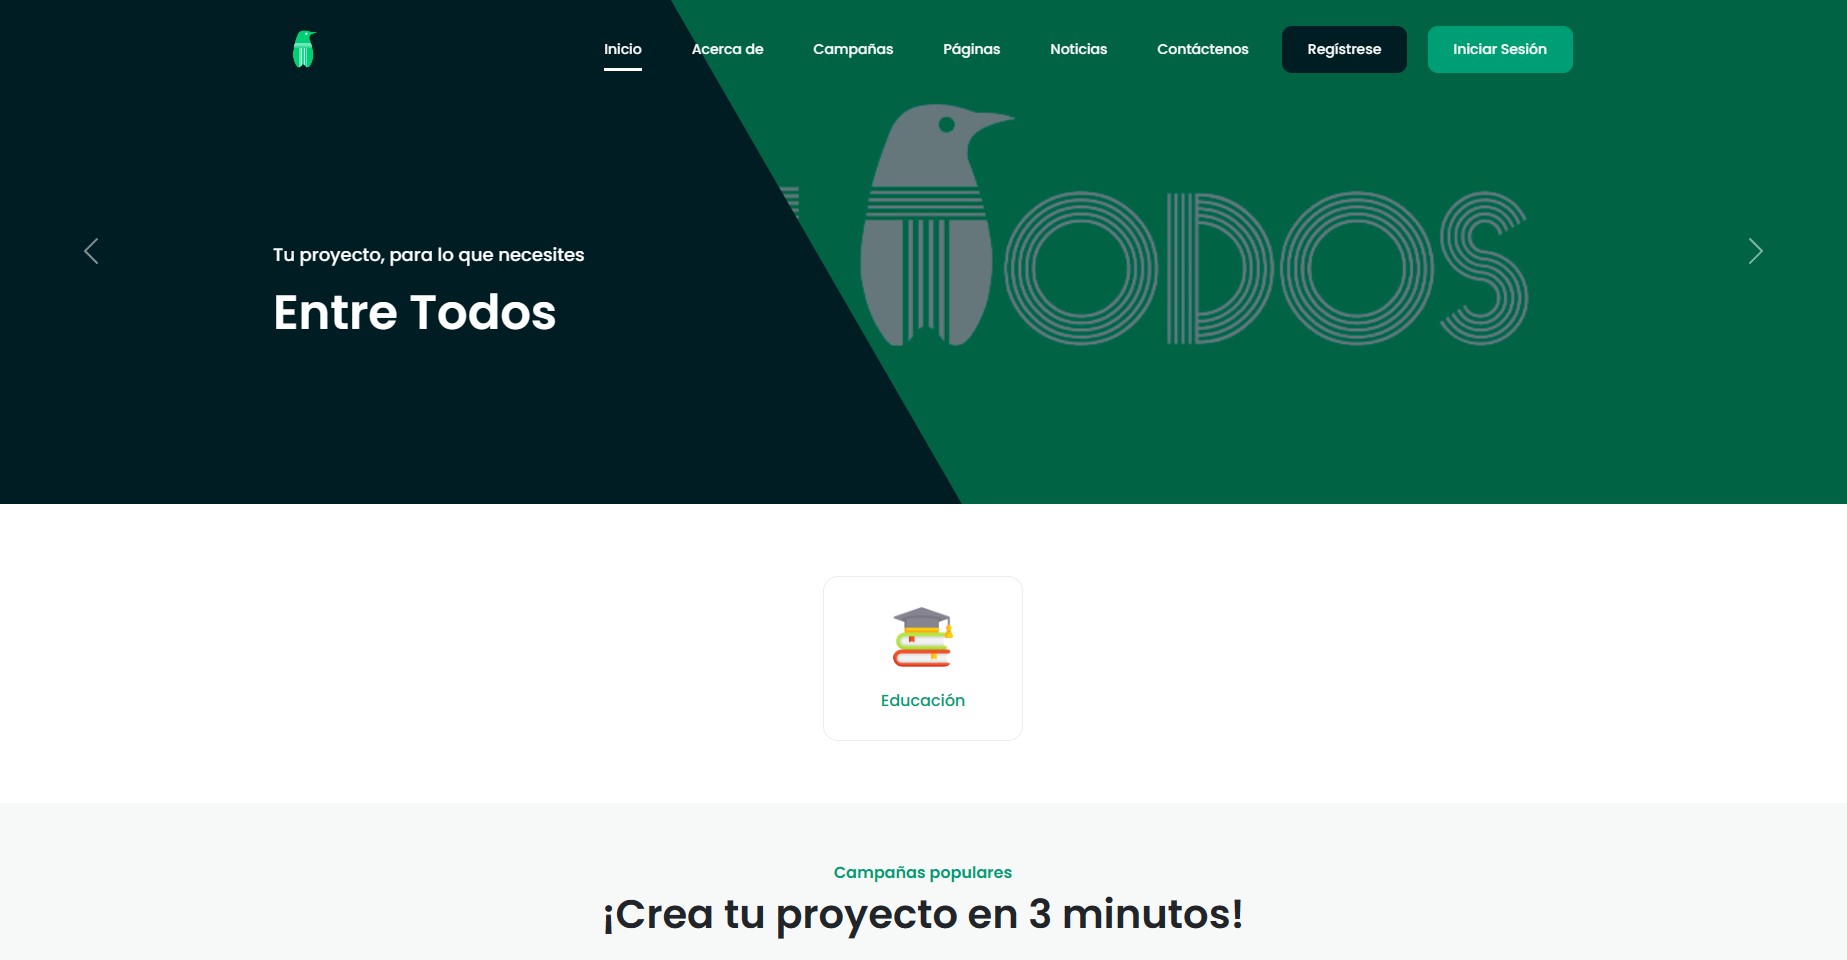 Inicio
Acerca de
Campañas
Páginas
Noticias
Contáctenos
Regístrese
Iniciar Sesión
TODOS
Tu proyecto, para lo que necesites
Entre Todos
Educación
Campañas populares
¡Crea tu proyecto en 3 minutos!